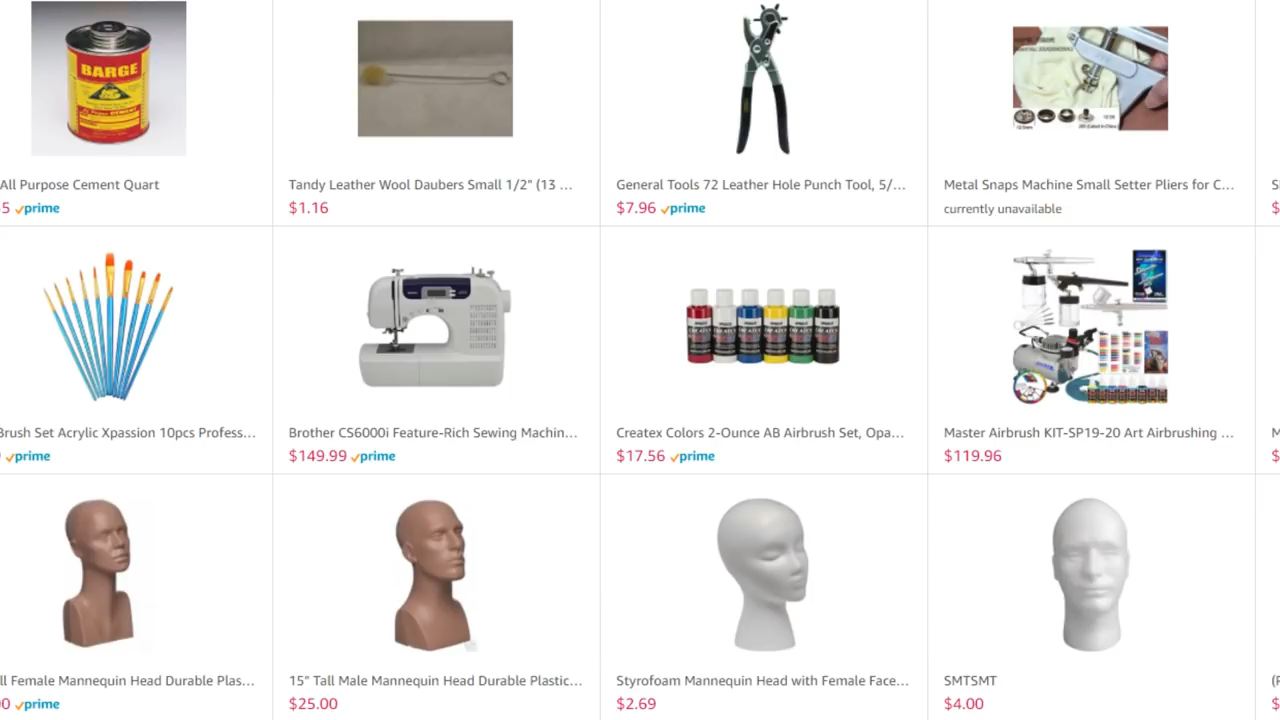 BARGE
All Purpose Cement Quart
Tandy Leather Wool Daubers Small 1/2" (13 ...
General Tools 72 Leather Hole Punch Tool, 5/...
Metal Snaps Machine Small Setter Pliers for C...
5 prime
$1.16
$7.96 prime
currently unavailable
$
Brush Set Acrylic Xpassion 10pcs Profess...
Brother CS6000i Feature-Rich Sewing Machin...
Createx Colors 2-Ounce AB Airbrush Set, Opa...
Master Airbrush KIT-SP19-20 Art Airbrushing ...
M
prime
$149.99 prime
$17.56 prime
$119.96
$
ll Female Mannequin Head Durable Plas...
15" Tall Male Mannequin Head Durable Plastic...
Styrofoam Mannequin Head with Female Face...
SMTSMT
0 prime
$25.00
$2.69
$4.00
$